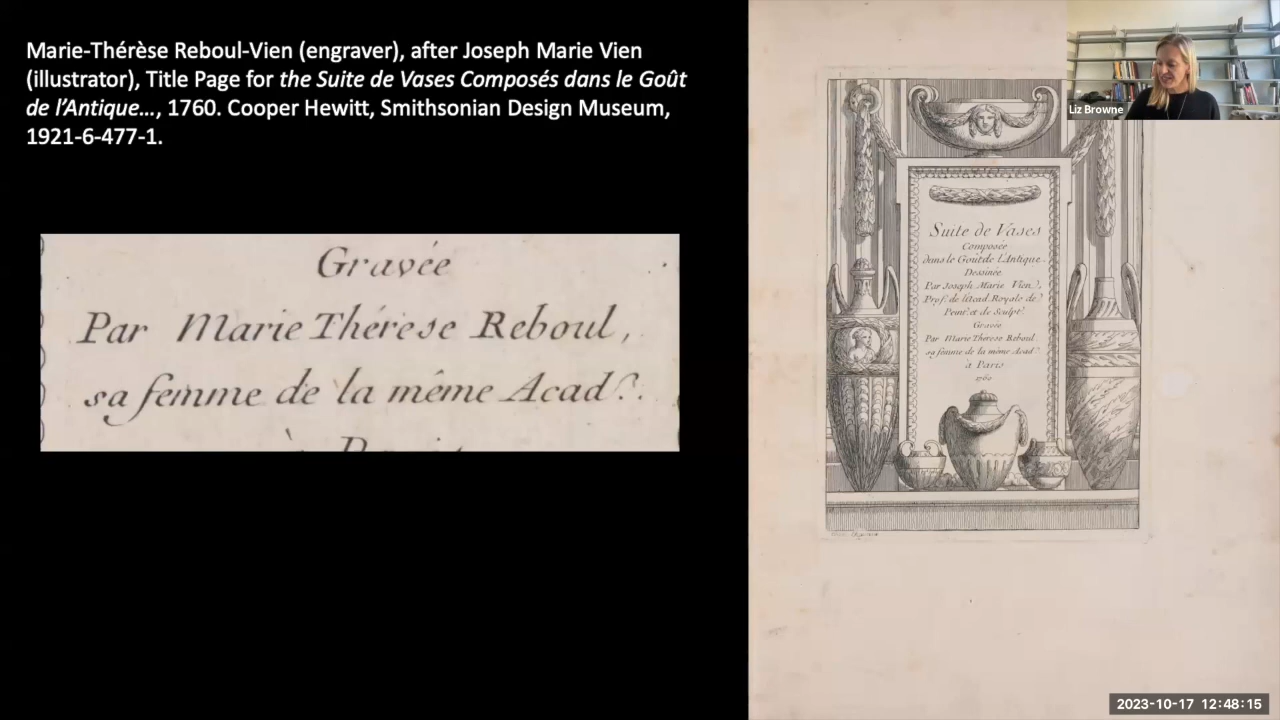 Marie-Thérèse Reboul-Vien (engraver), after Joseph Marie Vien
(illustrator), Title Page for the Suite de Vases Composés dans le Goût
de l’Antique…, 1760. Cooper Hewitt, Smithsonian Design Museum,
1921-6-477-1.
Gravée
Par Marie Thérese Reboul,
sa femme de la même Acad.
Liz Browne
Suite de Vases
Composée
dans le Goût de L'Antique
Dessinée
Par Joseph Marie Vien,
Prof. de l'Acad. Royale de
Peint. et de Sculpt.
Gravée
Par Marie Therese Reboul.
sa femme de la même Acad.
à Paris
1760
2023-10-17 12:48:15